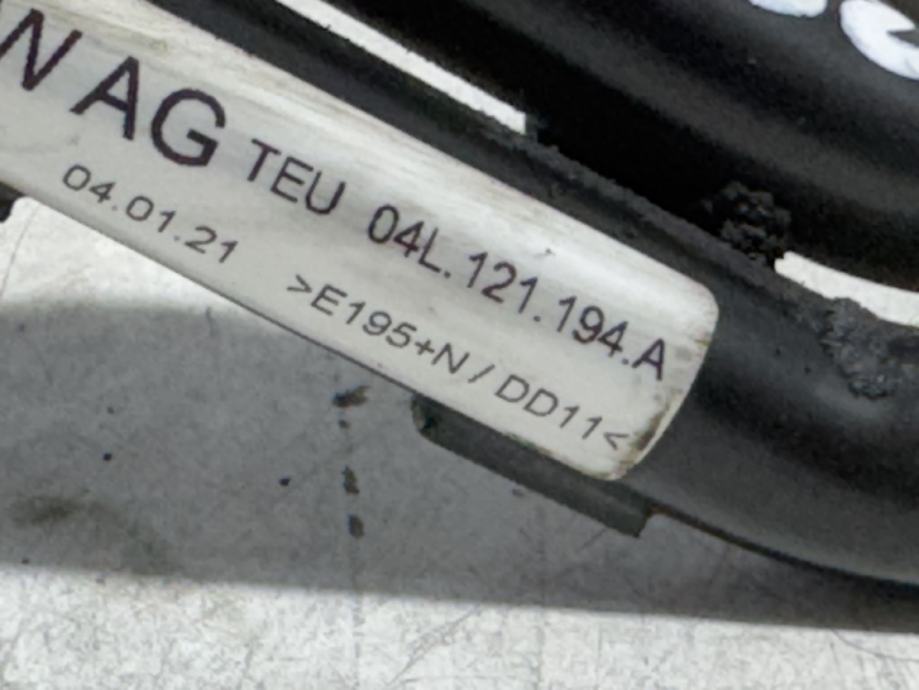 N AG TEU 04L.121.194.A
04.01.21 >E195+N / DD11<